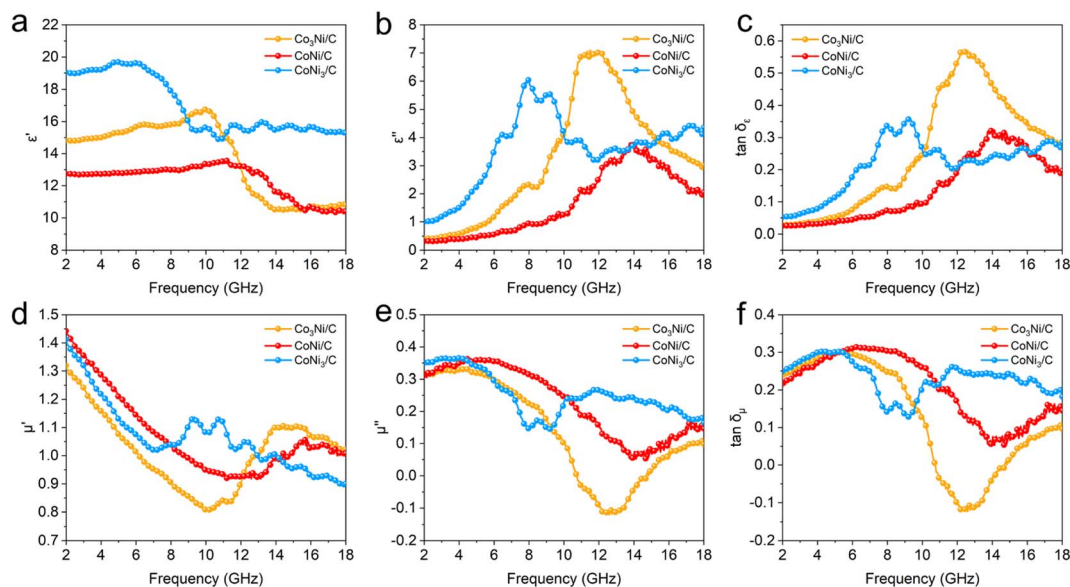 a
22
20
18
16
14
12
10
8
ε'
Co₃Ni/C
CoNi/C
CoNi₃/C
2 4 6 8 10 12 14 16 18
Frequency (GHz)
b
8
7
6
5
4
3
2
1
0
ε''
Co₃Ni/C
CoNi/C
CoNi₃/C
2 4 6 8 10 12 14 16 18
Frequency (GHz)
c
0.6
0.5
0.4
0.3
0.2
0.1
0.0
tan δε
Co₃Ni/C
CoNi/C
CoNi₃/C
2 4 6 8 10 12 14 16 18
Frequency (GHz)
d
1.5
1.4
1.3
1.2
1.1
1.0
0.9
0.8
0.7
μ'
Co₃Ni/C
CoNi/C
CoNi₃/C
2 4 6 8 10 12 14 16 18
Frequency (GHz)
e
0.5
0.4
0.3
0.2
0.1
0.0
-0.1
-0.2
μ''
Co₃Ni/C
CoNi/C
CoNi₃/C
2 4 6 8 10 12 14 16 18
Frequency (GHz)
f
0.4
0.3
0.2
0.1
0.0
-0.1
-0.2
tan δμ
Co₃Ni/C
CoNi/C
CoNi₃/C
2 4 6 8 10 12 14 16 18
Frequency (GHz)